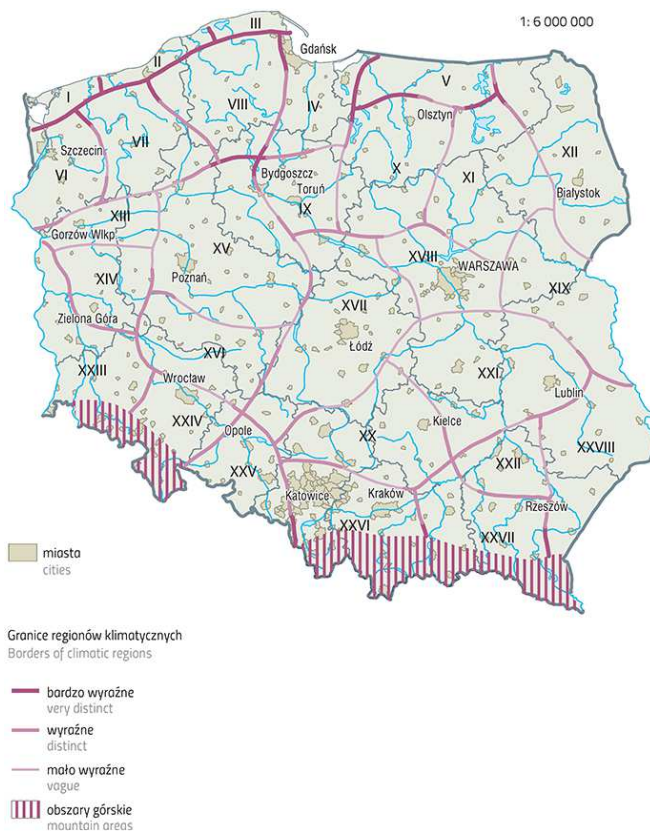 1: 6 000 000
III
Gdańsk
II
I
V
VIII
IV
Olsztyn
VII
Szczecin
XII
VI
Bydgoszcz
X
XI
Toruń
Białystok
IX
XIII
Gorzów Wlkp
XV
XVIII
WARSZAWA
XIV
Poznań
XIX
XVII
Zielona Góra
Łódź
XVI
XXIII
XXI
Wrocław
Lublin
XXIV
Kielce
Opole
XX
XXVIII
XXII
XXV
Katowice
Kraków
Rzeszów
XXVI
XXVII
miasta
cities
Granice regionów klimatycznych
Borders of climatic regions
bardzo wyraźne
very distinct
wyraźne
distinct
mało wyraźne
vague
obszary górskie
mountain areas